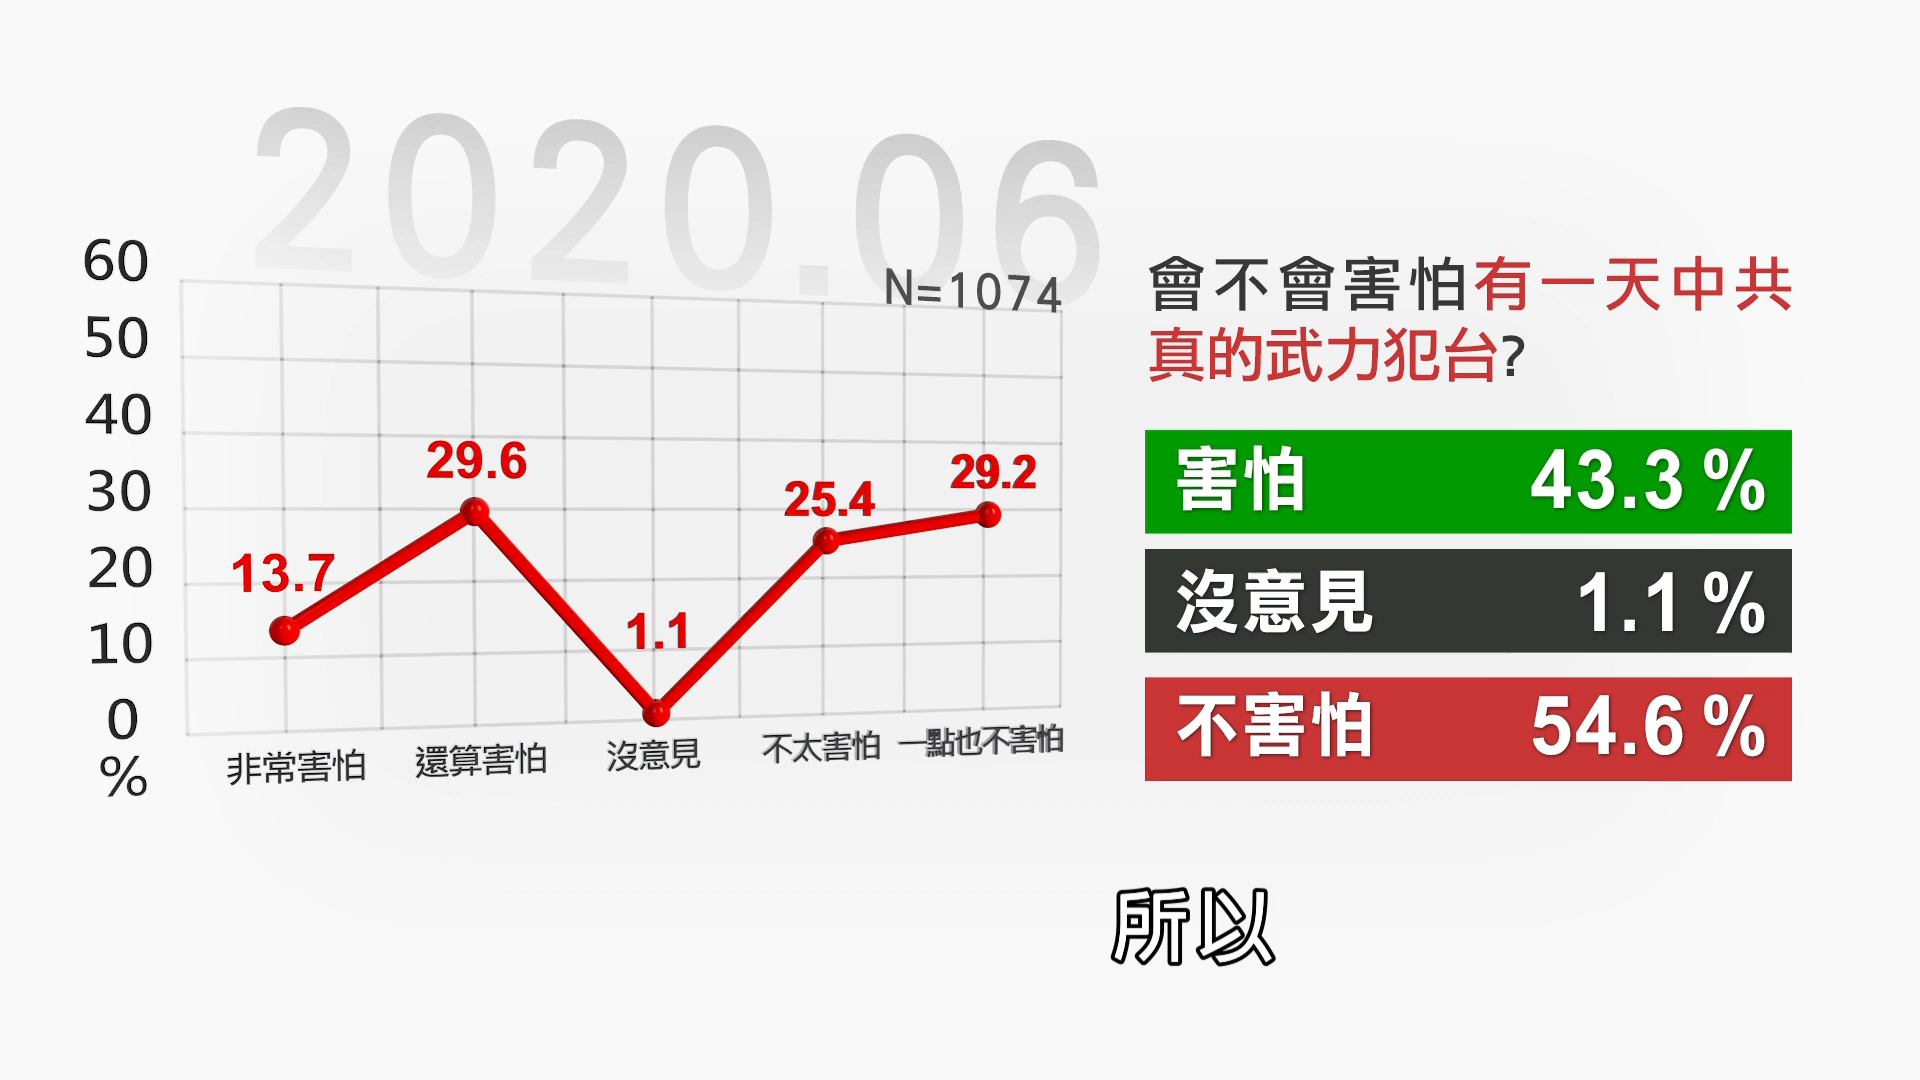 2020.06
N=1074
60
50
40
30
20
10
0
%
13.7
29.6
1.1
25.4
29.2
非常害怕
還算害怕
沒意見
不太害怕
一點也不害怕
會不會害怕有一天中共
真的武力犯台?
害怕 43.3 %
沒意見 1.1 %
不害怕 54.6 %
所以